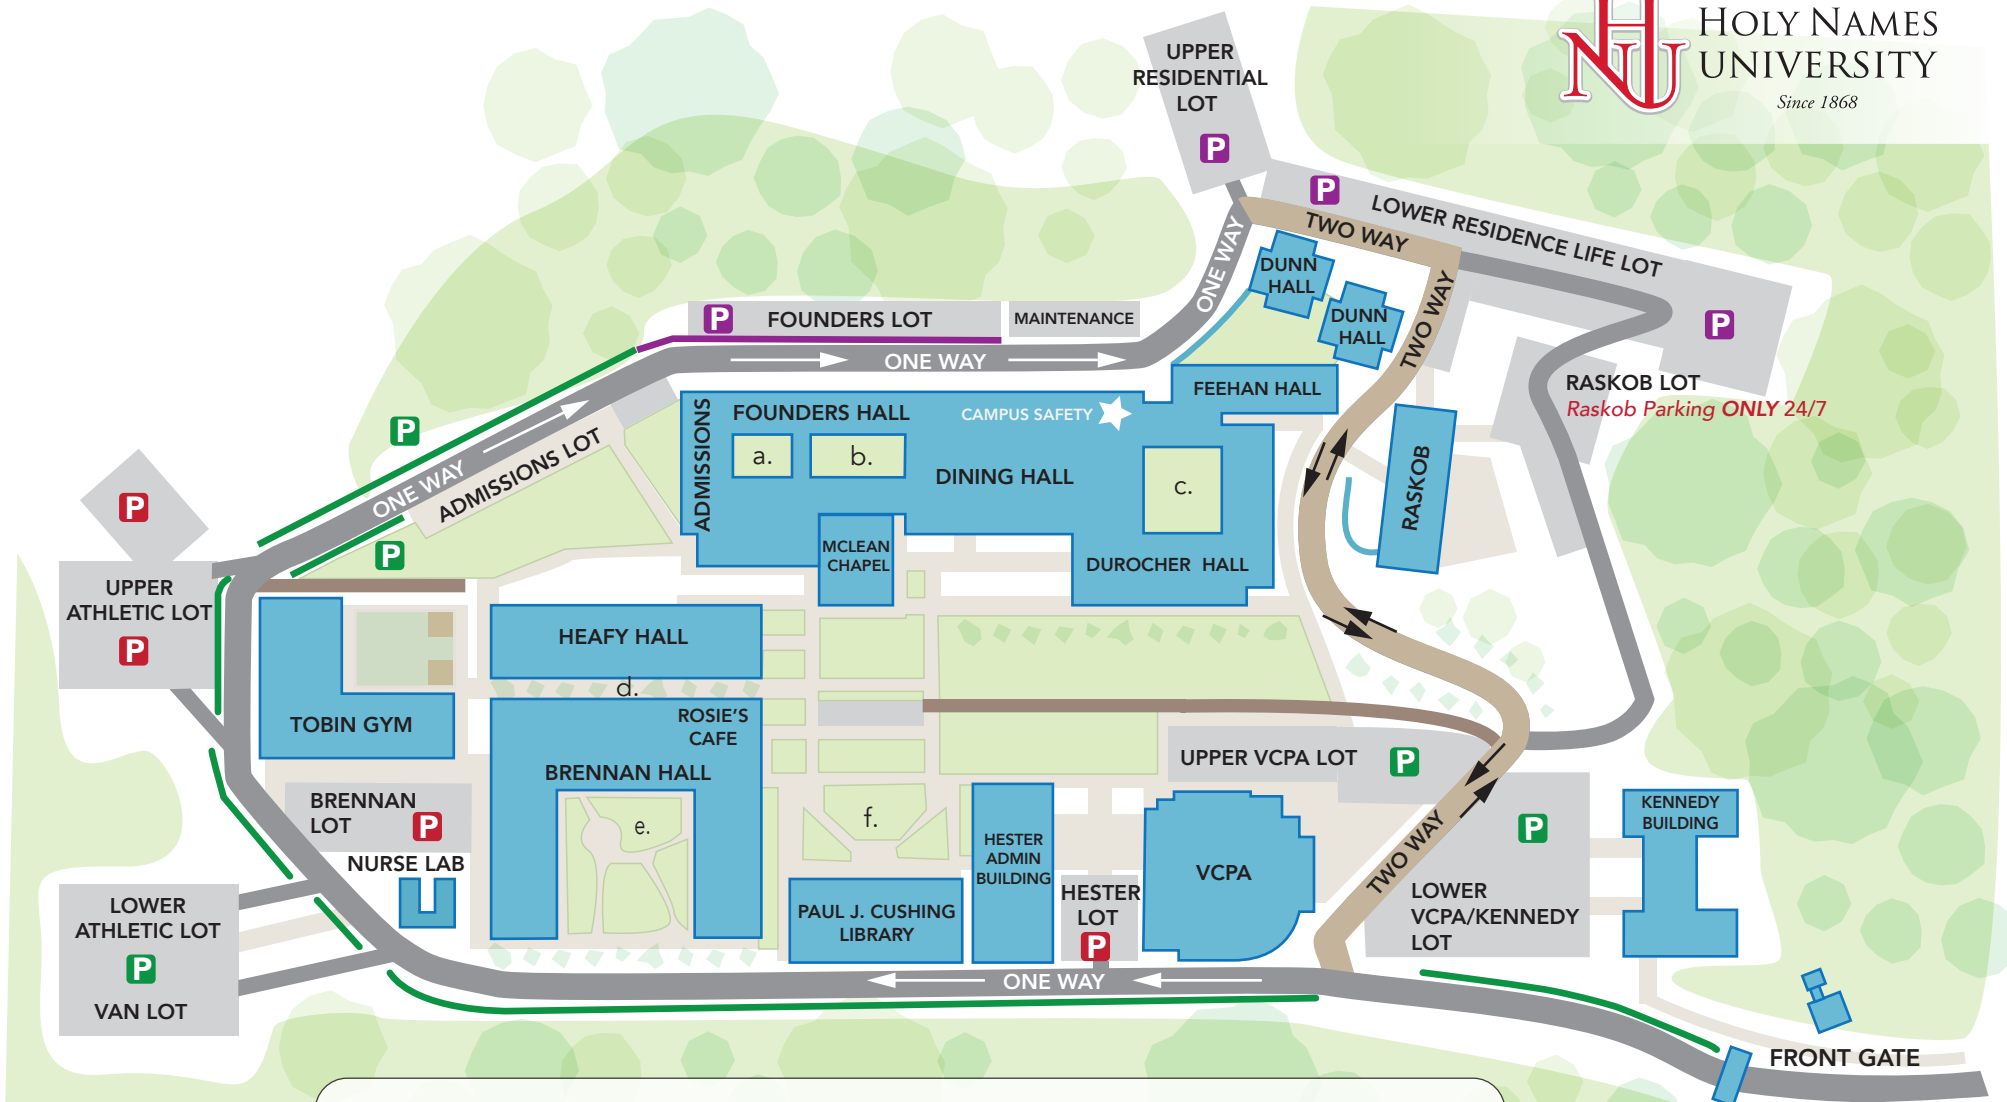 HNU
HOLY NAMES
UNIVERSITY
Since 1868
UPPER
RESIDENTIAL
LOT
P
P
LOWER RESIDENCE LIFE LOT
TWO WAY
ONE WAY
DUNN
HALL
DUNN
HALL
TWO WAY
P
P
FOUNDERS LOT
MAINTENANCE
ONE WAY
RASKOB LOT
Raskob Parking ONLY 24/7
FEEHAN HALL
ADMISSIONS
FOUNDERS HALL
CAMPUS SAFETY
P
ONE WAY
ADMISSIONS LOT
a.
b.
DINING HALL
c.
RASKOB
P
P
MCLEAN
CHAPEL
DUROCHER HALL
UPPER
ATHLETIC LOT
P
HEAFY HALL
d.
TOBIN GYM
ROSIE'S
CAFE
BRENNAN HALL
UPPER VCPA LOT
P
BRENNAN
LOT
P
e.
f.
NURSE LAB
HESTER
ADMIN
BUILDING
VCPA
TWO WAY
P
KENNEDY
BUILDING
LOWER
VCPA/KENNEDY
LOT
HESTER
LOT
P
PAUL J. CUSHING
LIBRARY
LOWER
ATHLETIC LOT
P
VAN LOT
ONE WAY
FRONT GATE